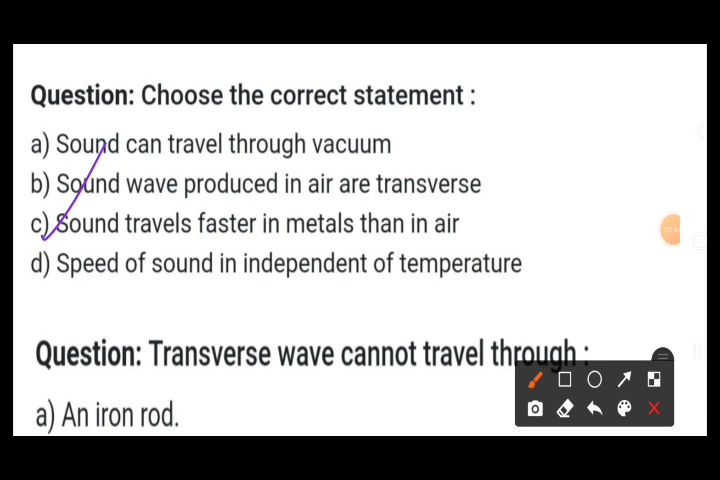 Question: Choose the correct statement :
a) Sound can travel through vacuum
b) Sound wave produced in air are transverse
c) Sound travels faster in metals than in air
d) Speed of sound in independent of temperature
Question: Transverse wave cannot travel through :
a) An iron rod.